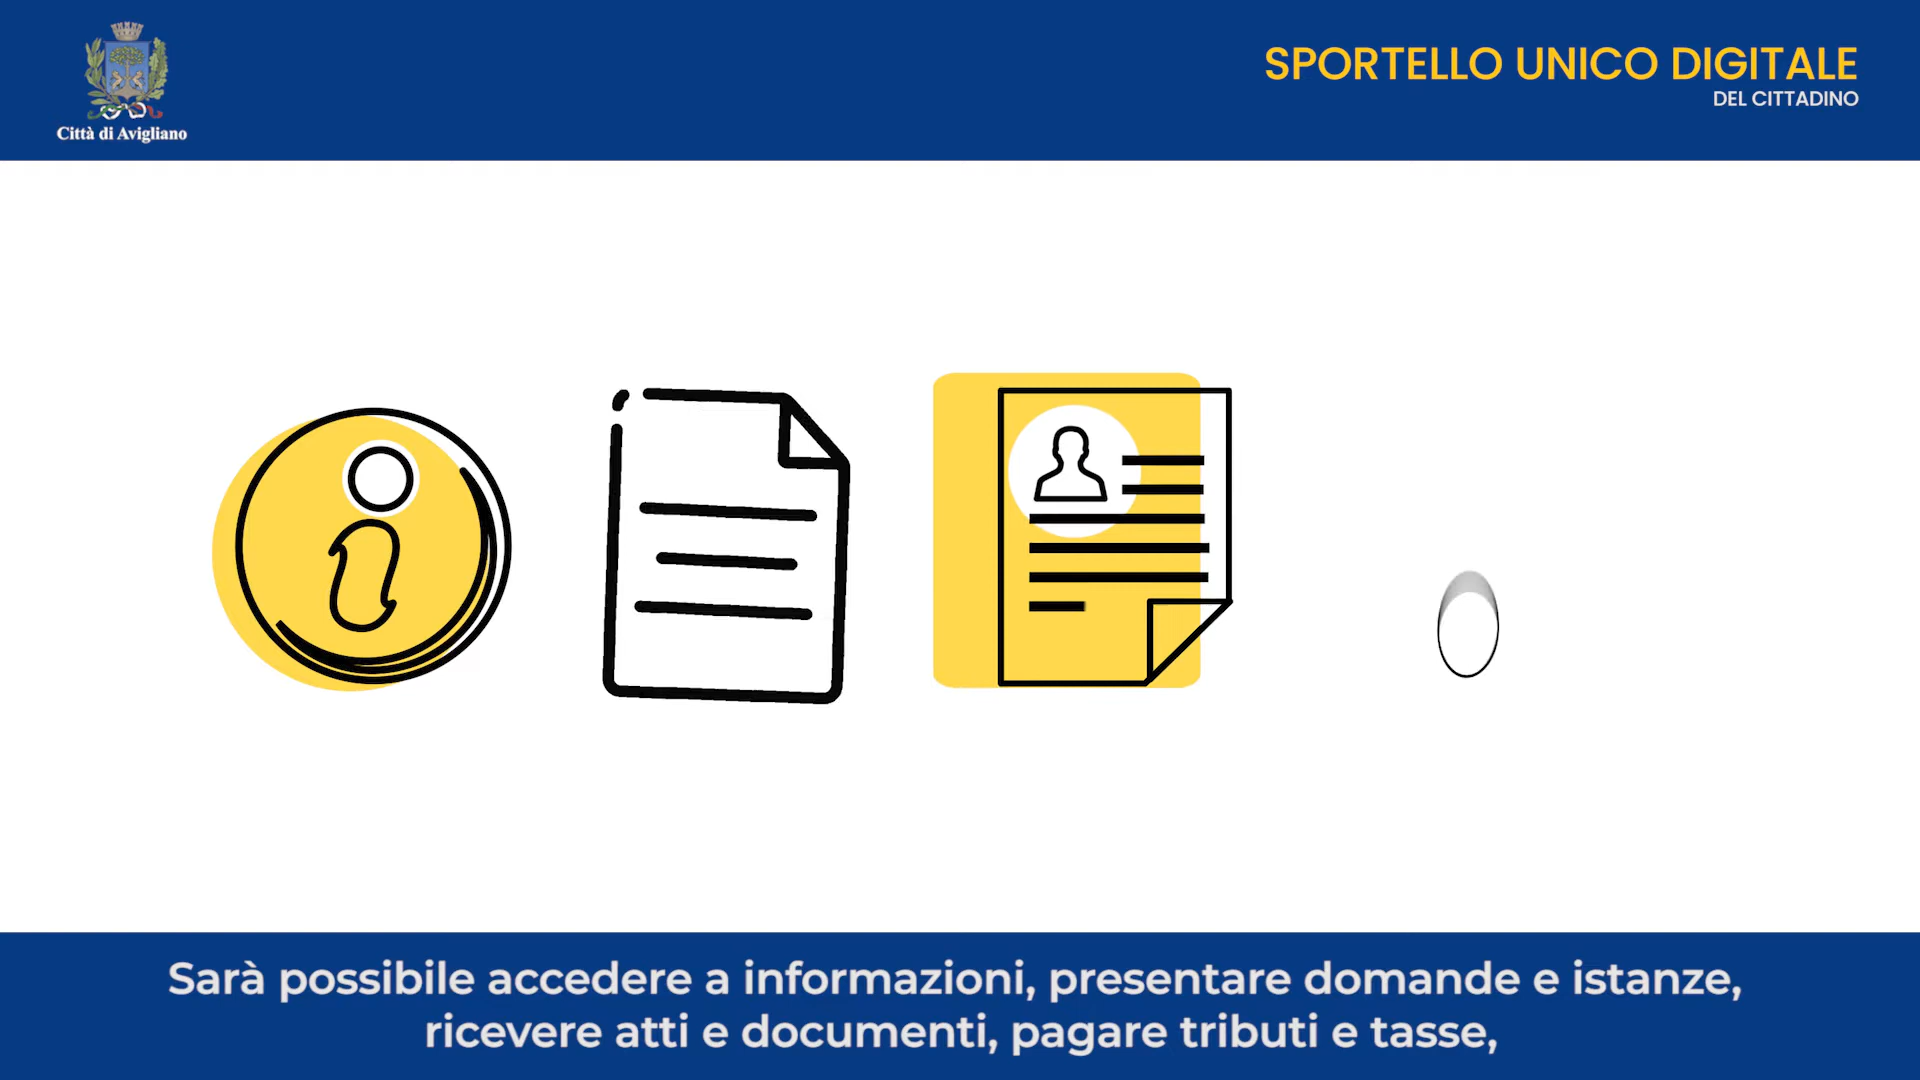 Città di Avigliano
SPORTELLO UNICO DIGITALE
DEL CITTADINO
Sarà possibile accedere a informazioni, presentare domande e istanze,
ricevere atti e documenti, pagare tributi e tasse,